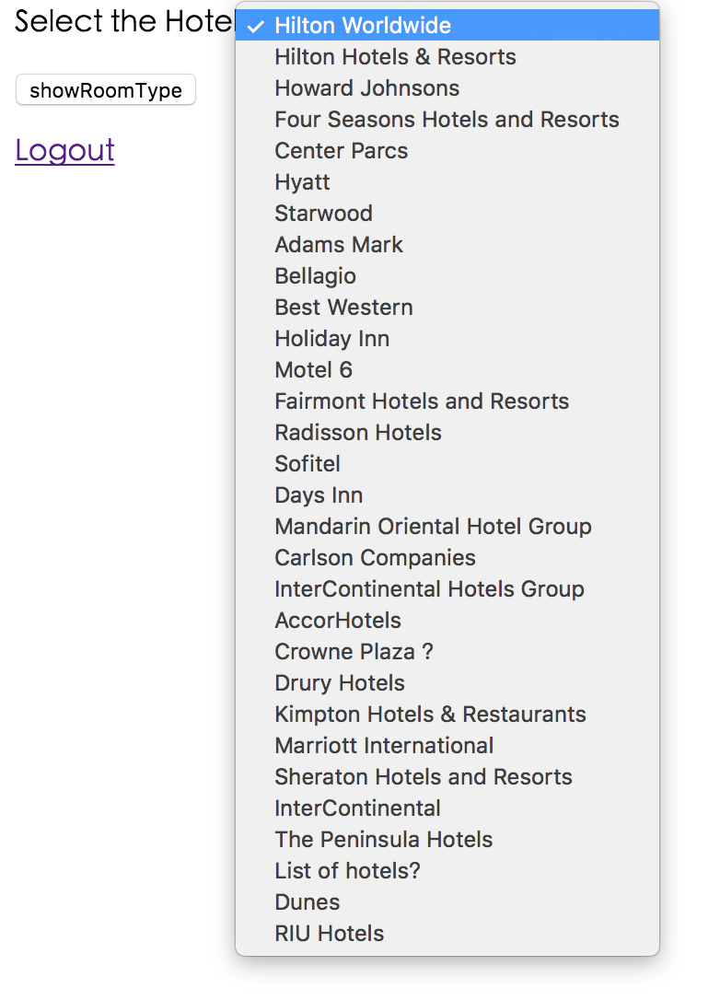 Select the Hotel
✓ Hilton Worldwide
Hilton Hotels & Resorts
showRoomType
Howard Johnsons
Four Seasons Hotels and Resorts
Logout
Center Parcs
Hyatt
Starwood
Adams Mark
Bellagio
Best Western
Holiday Inn
Motel 6
Fairmont Hotels and Resorts
Radisson Hotels
Sofitel
Days Inn
Mandarin Oriental Hotel Group
Carlson Companies
InterContinental Hotels Group
AccorHotels
Crowne Plaza ?
Drury Hotels
Kimpton Hotels & Restaurants
Marriott International
Sheraton Hotels and Resorts
InterContinental
The Peninsula Hotels
List of hotels?
Dunes
RIU Hotels